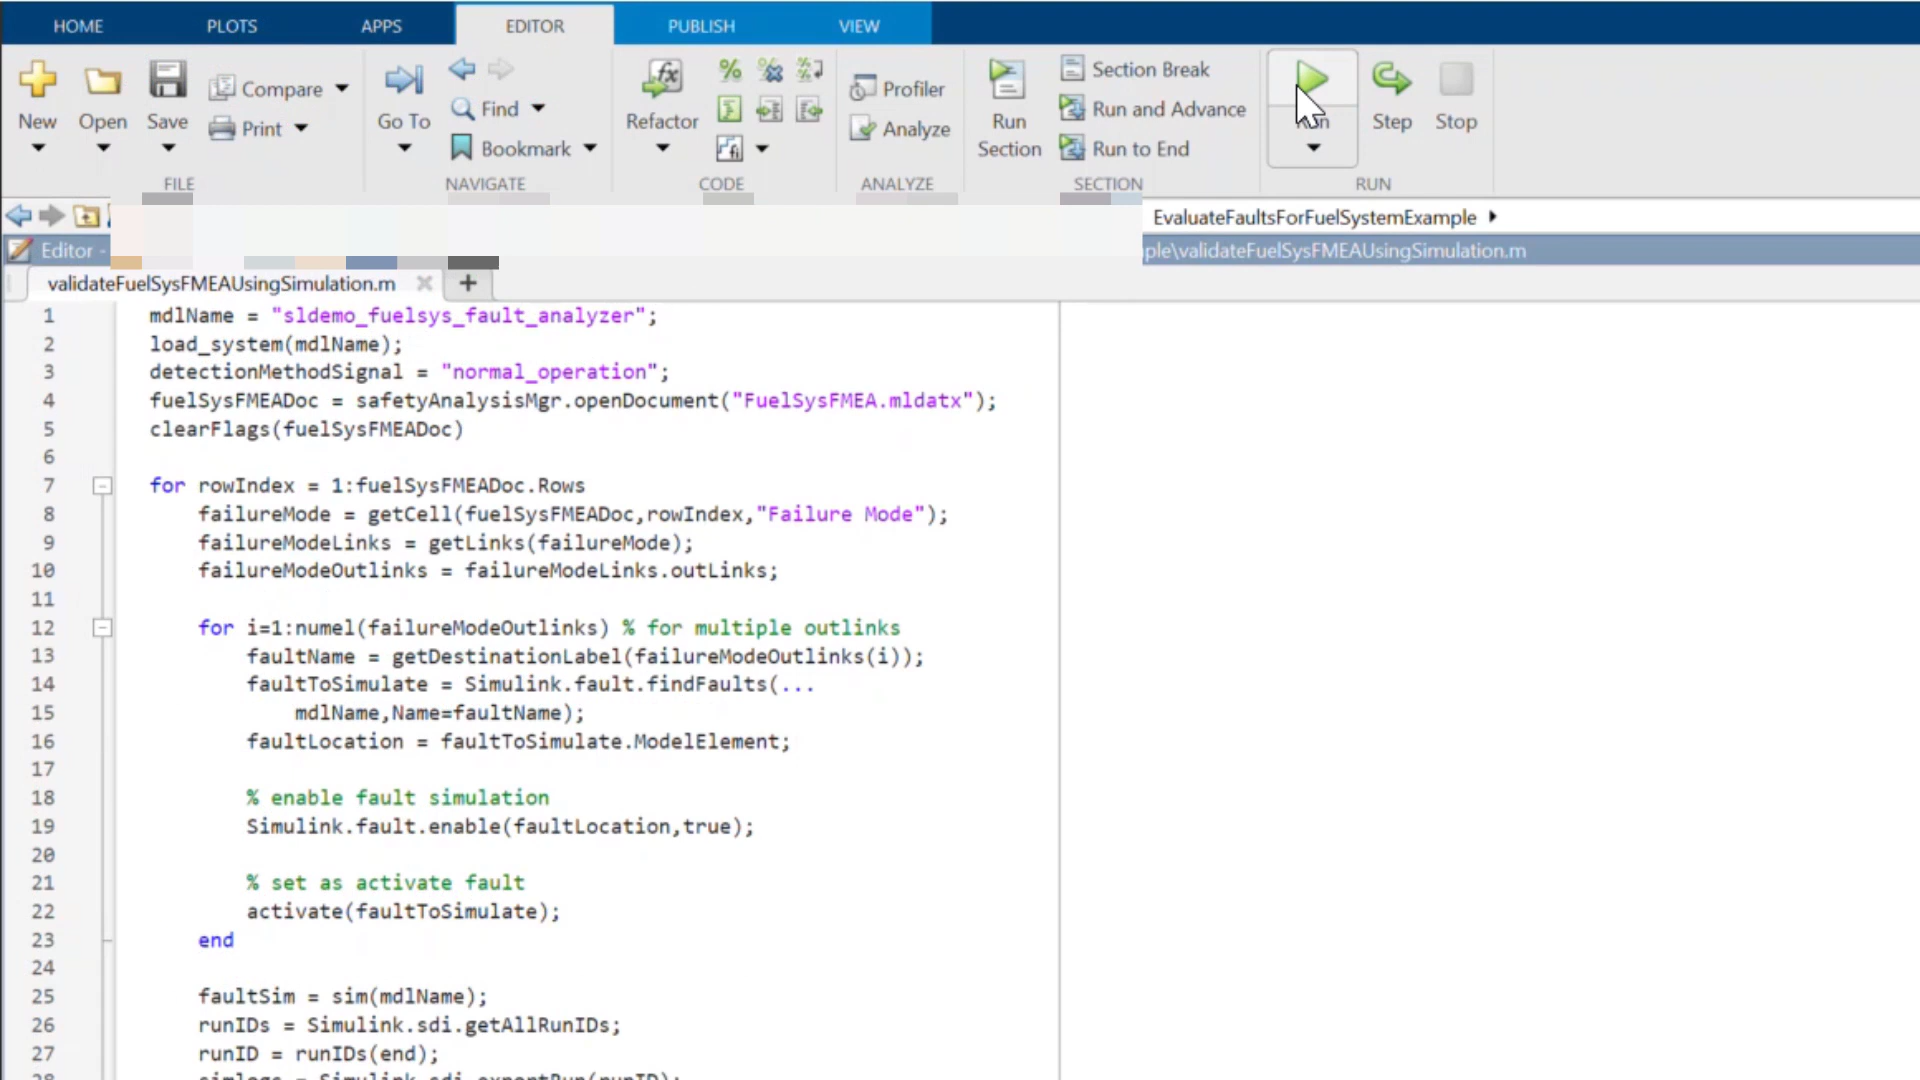 HOME PLOTS APPS EDITOR PUBLISH VIEW
New Open Save Compare Print
Go To Find Bookmark
Refactor
Profiler Analyze
Run Section Section Break Run and Advance Run to End
Run Step Stop
FILE NAVIGATE CODE ANALYZE SECTION RUN
EvaluateFaultsForFuelSystemExample
Editor - ple\validateFuelSysFMEAUsingSimulation.m
validateFuelSysFMEAUsingSimulation.m
1 mdlName = "sldemo_fuelsys_fault_analyzer";
2 load_system(mdlName);
3 detectionMethodSignal = "normal_operation";
4 fuelSysFMEADoc = safetyAnalysisMgr.openDocument("FuelSysFMEA.mldatx");
5 clearFlags(fuelSysFMEADoc)
6
7 for rowIndex = 1:fuelSysFMEADoc.Rows
8 failureMode = getCell(fuelSysFMEADoc,rowIndex,"Failure Mode");
9 failureModeLinks = getLinks(failureMode);
10 failureModeOutlinks = failureModeLinks.outLinks;
11
12 for i=1:numel(failureModeOutlinks) % for multiple outlinks
13 faultName = getDestinationLabel(failureModeOutlinks(i));
14 faultToSimulate = Simulink.fault.findFaults(...
15 mdlName,Name=faultName);
16 faultLocation = faultToSimulate.ModelElement;
17
18 % enable fault simulation
19 Simulink.fault.enable(faultLocation,true);
20
21 % set as activate fault
22 activate(faultToSimulate);
23 end
24
25 faultSim = sim(mdlName);
26 runIDs = Simulink.sdi.getAllRunIDs;
27 runID = runIDs(end);
28 simlogs = Simulink.sdi.exportRun(runID);